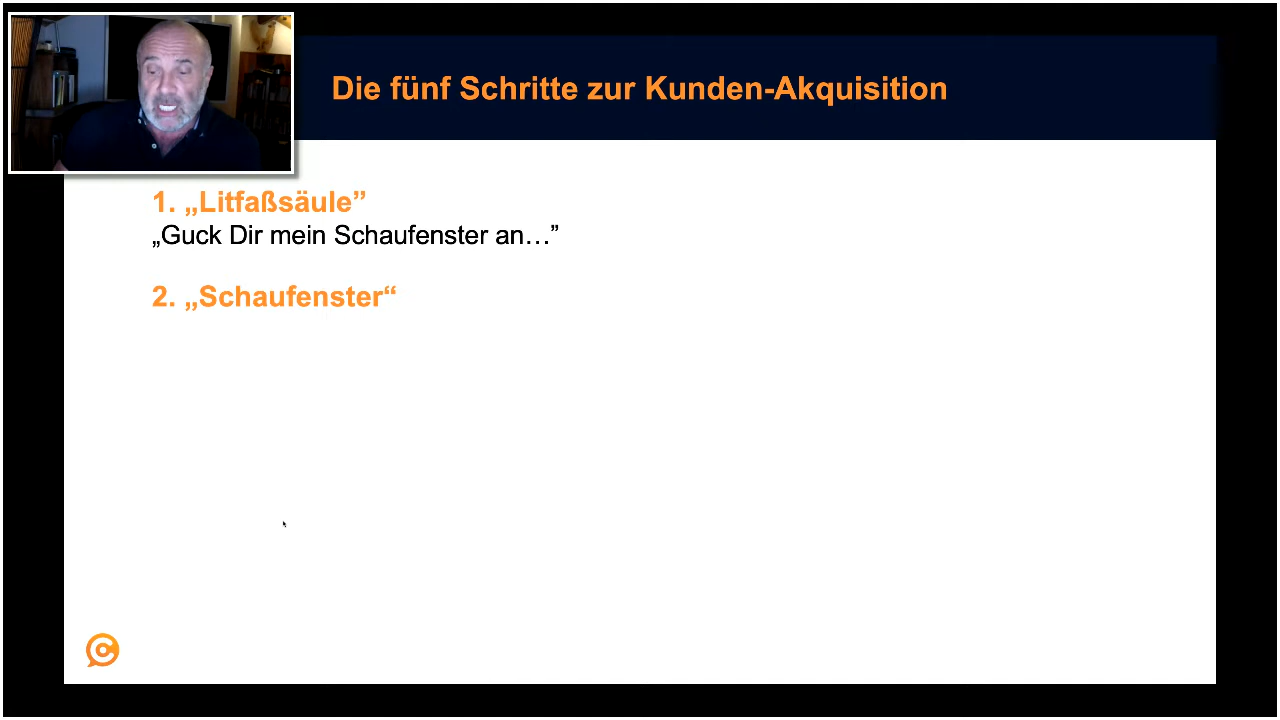 Die fünf Schritte zur Kunden-Akquisition
1. „Litfaßsäule”
„Guck Dir mein Schaufenster an…”
2. „Schaufenster“